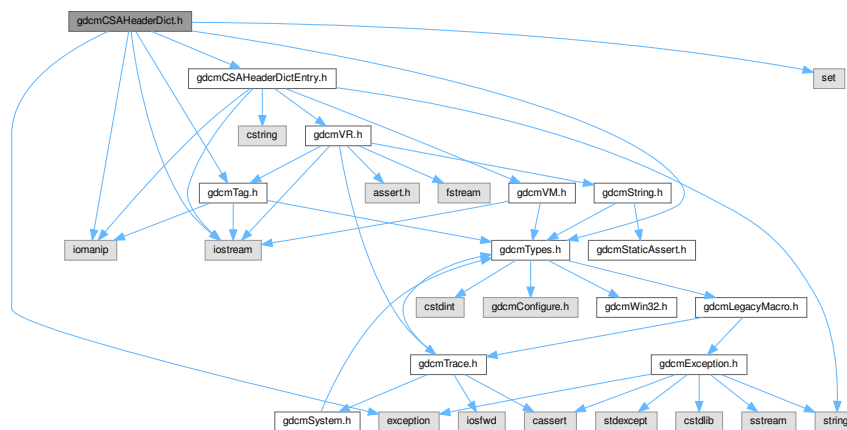 gdcmCSAHeaderDict.h
gdcmCSAHeaderDictEntry.h
set
cstring
gdcmVR.h
gdcmTag.h
assert.h
fstream
gdcmVM.h
gdcmString.h
iomanip
iostream
gdcmTypes.h
gdcmStaticAssert.h
cstdint
gdcmConfigure.h
gdcmWin32.h
gdcmLegacyMacro.h
gdcmTrace.h
gdcmException.h
gdcmSystem.h
exception
iosfwd
cassert
stdexcept
cstdlib
sstream
string